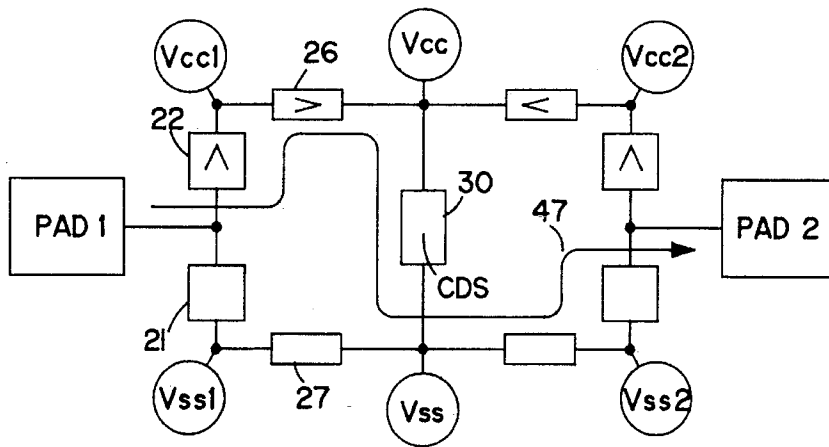 Vcc1
26
Vcc
Vcc2
22
>
<
^
^
PAD 1
30
47
PAD 2
CDS
21
27
Vss1
Vss
Vss2